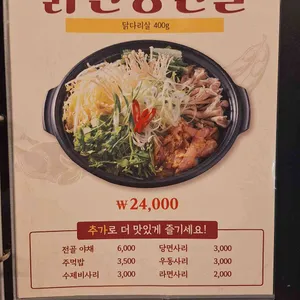 닭다리살 400g
₩24,000
추가로 더 맛있게 즐기세요!
전골 야채 6,000 당면사리 3,000
주먹밥 3,500 우동사리 3,000
수제비사리 3,000 라면사리 2,000